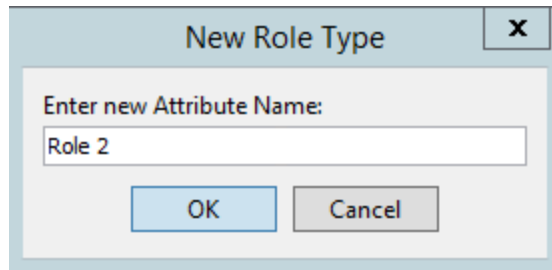 New Role Type
x
Enter new Attribute Name:
Role 2
OK
Cancel